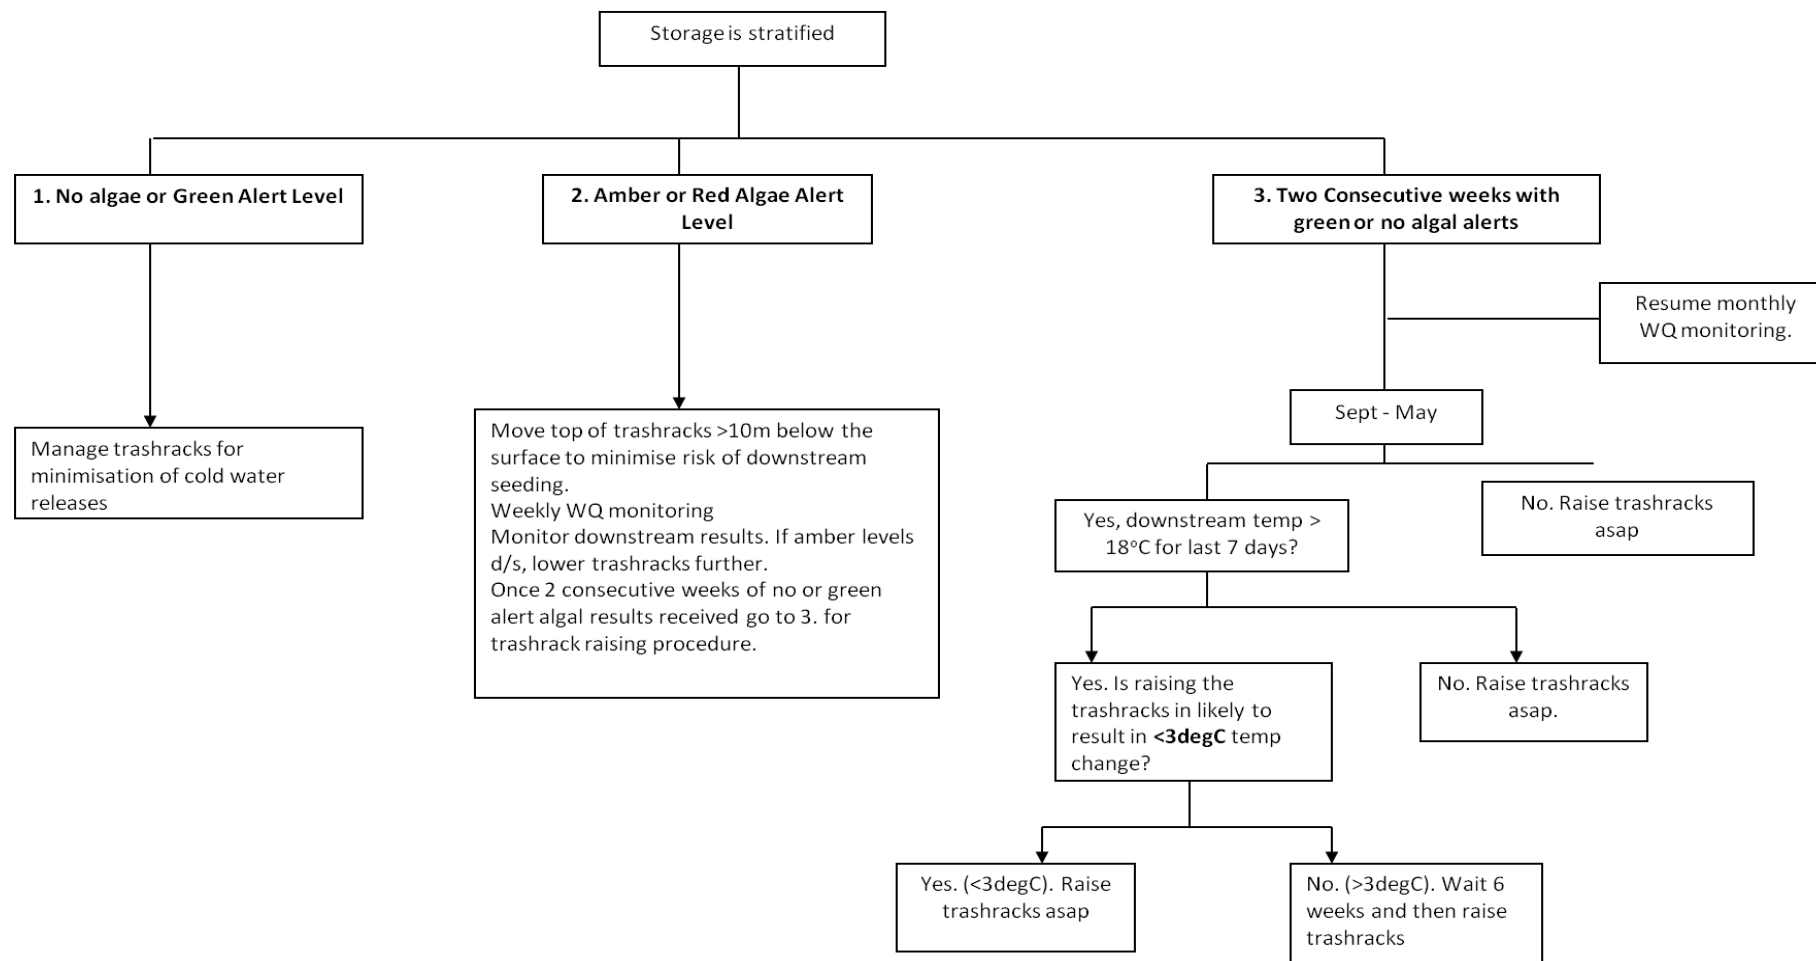 Storage is stratified
1. No algae or Green Alert Level
2. Amber or Red Algae Alert
Level
3. Two Consecutive weeks with
green or no algal alerts
Resume monthly
WQ monitoring.
Manage trashracks for
minimisation of cold water
releases
Move top of trashracks >10m below the
surface to minimise risk of downstream
seeding.
Weekly WQ monitoring
Monitor downstream results. If amber levels
d/s, lower trashracks further.
Once 2 consecutive weeks of no or green
alert algal results received go to 3. for
trashrack raising procedure.
Sept - May
Yes, downstream temp >
18°C for last 7 days?
No. Raise trashracks
asap
Yes. Is raising the
trashracks in likely to
result in <3degC temp
change?
No. Raise trashracks
asap.
Yes. (<3degC). Raise
trashracks asap
No. (>3degC). Wait 6
weeks and then raise
trashracks